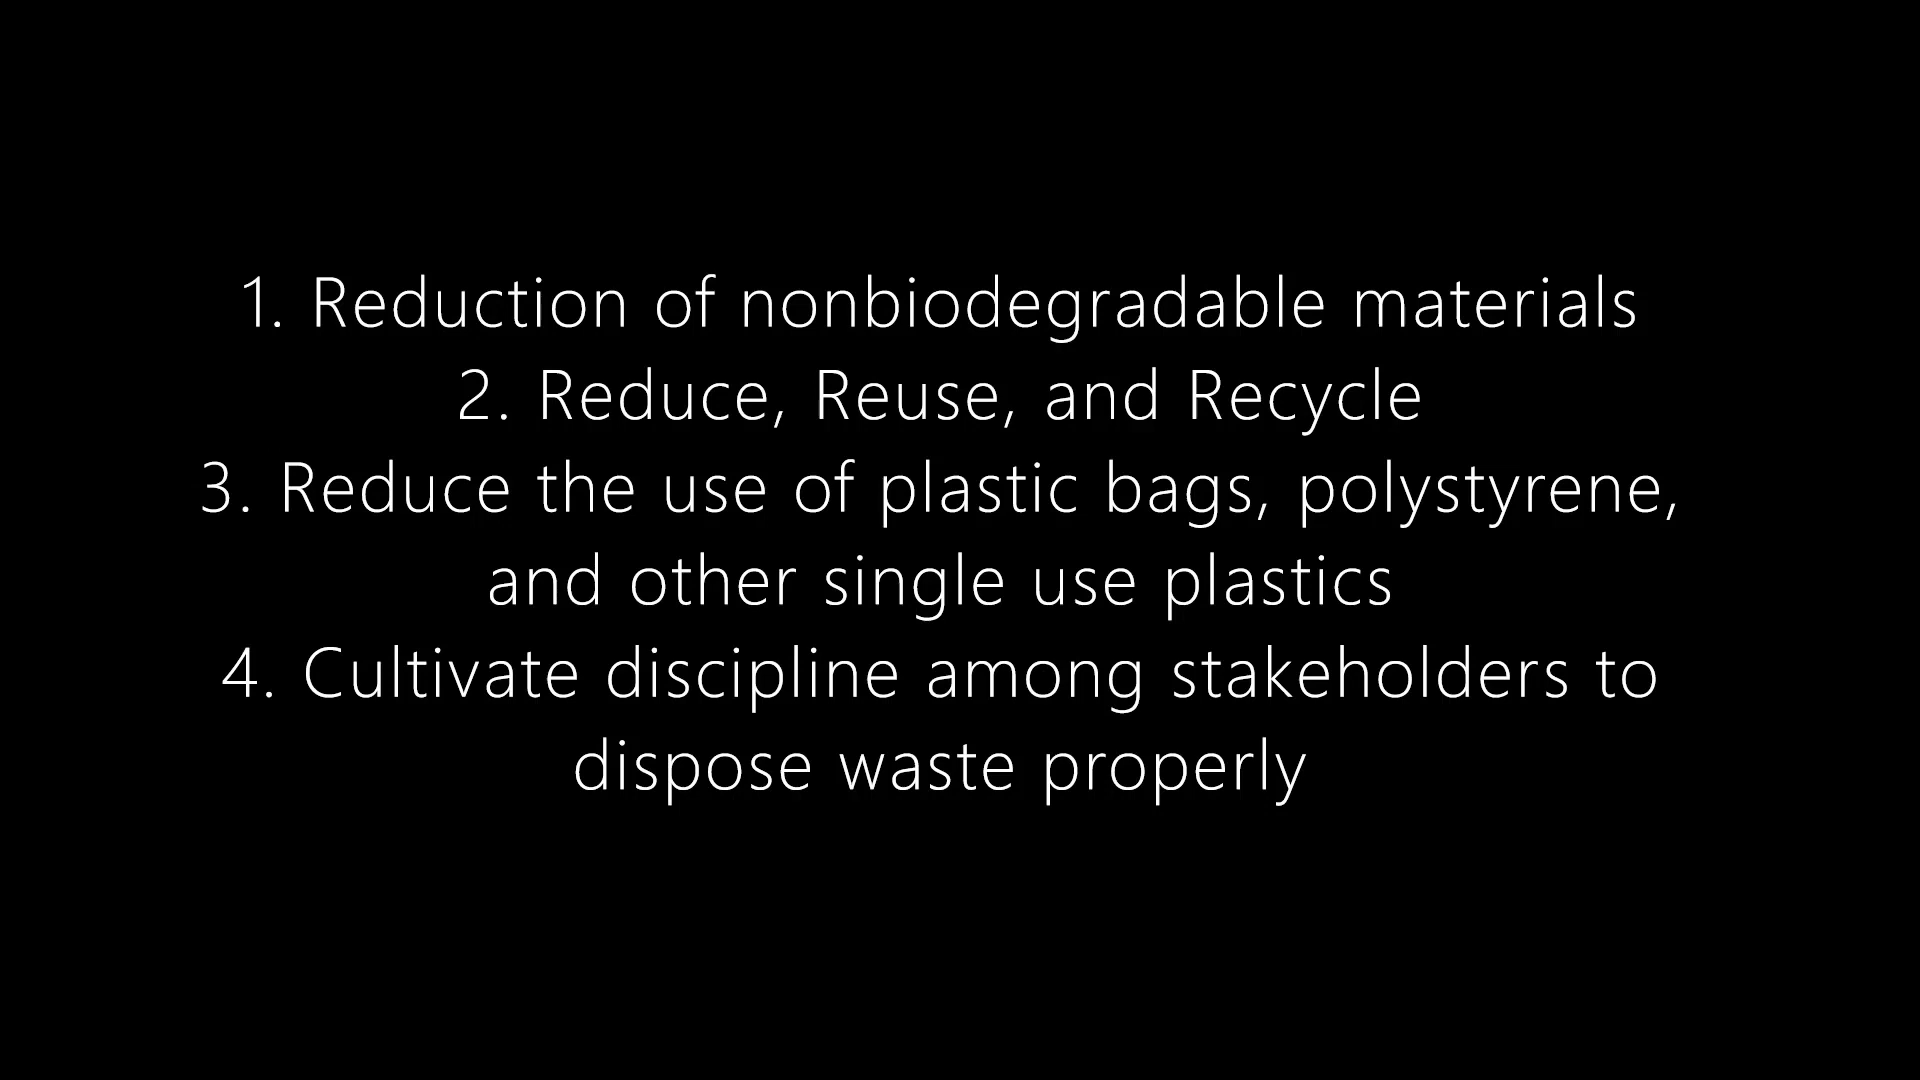 1. Reduction of nonbiodegradable materials
2. Reduce, Reuse, and Recycle
3. Reduce the use of plastic bags, polystyrene,
and other single use plastics
4. Cultivate discipline among stakeholders to
dispose waste properly